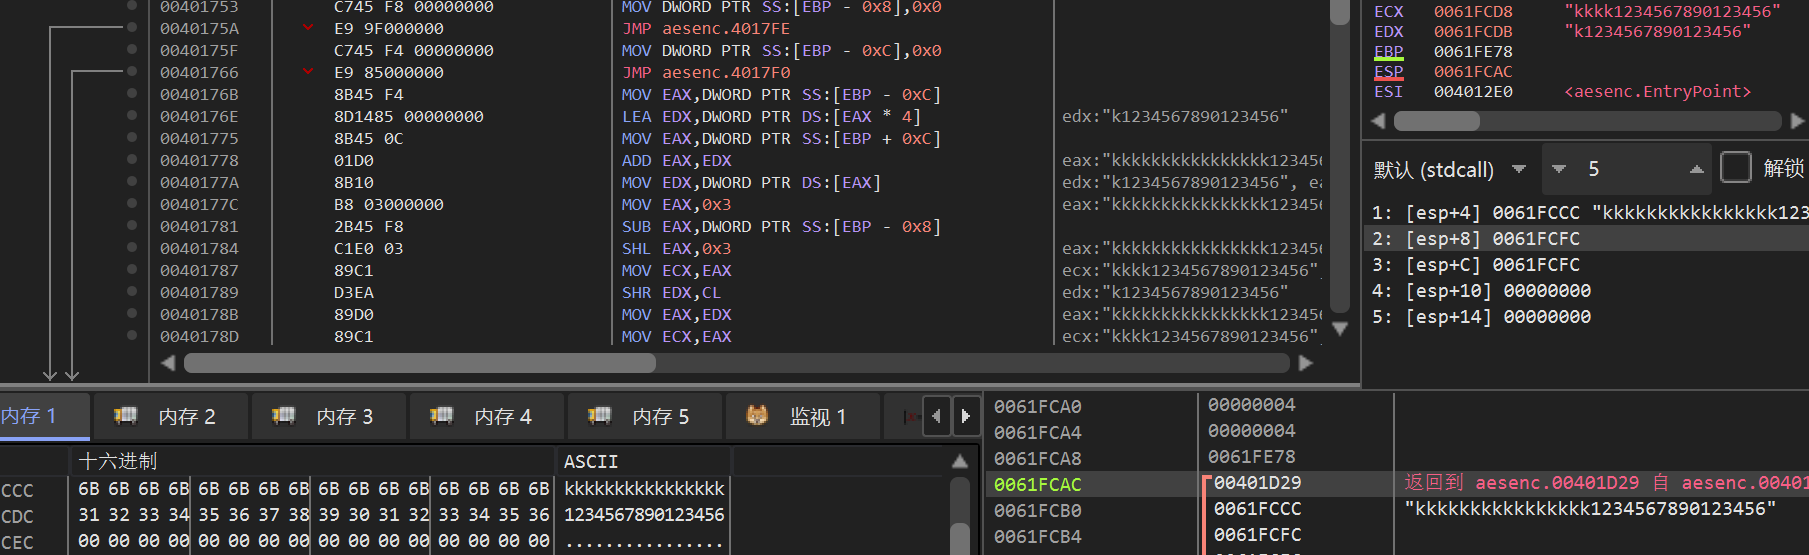 00401753 C745 F8 00000000 MOV DWORD PTR SS:[EBP - 0x8],0x0
0040175A E9 9F000000 JMP aesenc.4017FE
0040175F C745 F4 00000000 MOV DWORD PTR SS:[EBP - 0xC],0x0
00401766 E9 85000000 JMP aesenc.4017F0
0040176B 8B45 F4 MOV EAX,DWORD PTR SS:[EBP - 0xC]
0040176E 8D1485 00000000 LEA EDX,DWORD PTR DS:[EAX * 4] edx:"k1234567890123456"
00401775 8B45 0C MOV EAX,DWORD PTR SS:[EBP + 0xC]
00401778 01D0 ADD EAX,EDX eax:"kkkkkkkkkkkkkkkk123456
0040177A 8B10 MOV EDX,DWORD PTR DS:[EAX] edx:"k1234567890123456", ea
0040177C B8 03000000 MOV EAX,0x3 eax:"kkkkkkkkkkkkkkkk123456
00401781 2B45 F8 SUB EAX,DWORD PTR SS:[EBP - 0x8]
00401784 C1E0 03 SHL EAX,0x3 eax:"kkkkkkkkkkkkkkkk123456
00401787 89C1 MOV ECX,EAX ecx:"kkkk1234567890123456"
00401789 D3EA SHR EDX,CL edx:"k1234567890123456"
0040178B 89D0 MOV EAX,EDX eax:"kkkkkkkkkkkkkkkk123456
0040178D 89C1 MOV ECX,EAX ecx:"kkkk1234567890123456"
ECX 0061FCD8 "kkkk1234567890123456"
EDX 0061FCDB "k1234567890123456"
EBP 0061FE78
ESP 0061FCAC
ESI 004012E0 <aesenc.EntryPoint>
默认 (stdcall) 5 解锁
1: [esp+4] 0061FCCC "kkkkkkkkkkkkkkkk123
2: [esp+8] 0061FCFC
3: [esp+C] 0061FCFC
4: [esp+10] 00000000
5: [esp+14] 00000000
内存 1 内存 2 内存 3 内存 4 内存 5 监视 1
十六进制 ASCII
CCC 6B 6B 6B 6B 6B 6B 6B 6B 6B 6B 6B 6B 6B 6B 6B 6B kkkkkkkkkkkkkkkk
CDC 31 32 33 34 35 36 37 38 39 30 31 32 33 34 35 36 1234567890123456
CEC 00 00 00 00 00 00 00 00 00 00 00 00 00 00 00 00 ................
0061FCA0 00000004
0061FCA4 00000004
0061FCA8 0061FE78
0061FCAC 00401D29 返回到 aesenc.00401D29 自 aesenc.00401
0061FCB0 0061FCCC "kkkkkkkkkkkkkkkk1234567890123456"
0061FCB4 0061FCFC